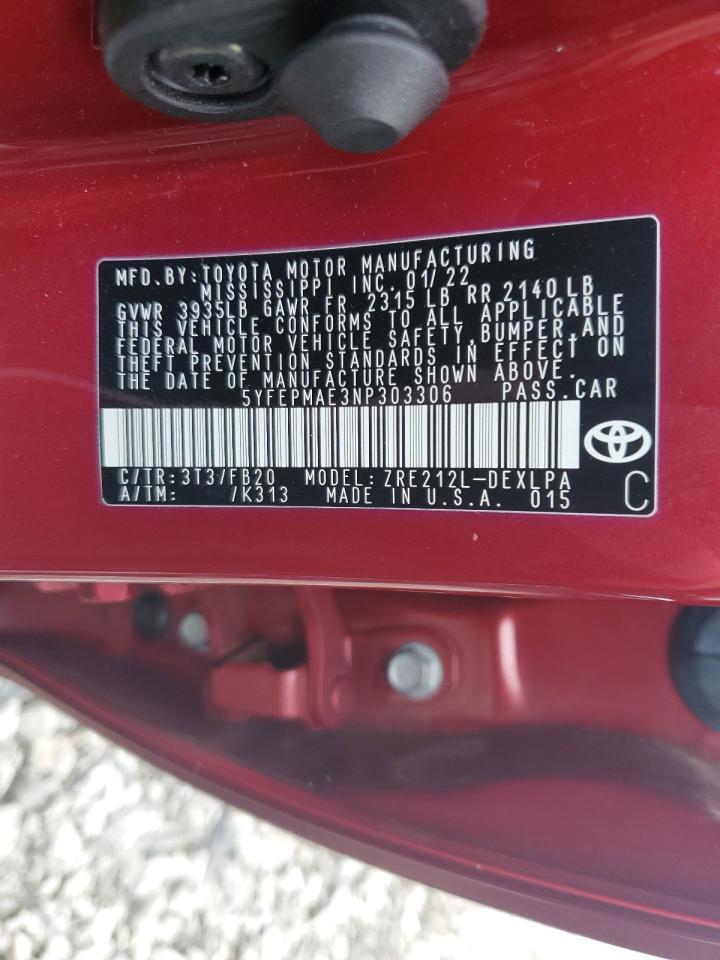 MFD. BY: TOYOTA MOTOR MANUFACTURING
MISSISSIPPI INC. 01/22
GVWR 3935LB GAWR FR 2315 LB RR 2140 LB
THIS VEHICLE CONFORMS TO ALL APPLICABLE
FEDERAL MOTOR VEHICLE SAFETY, BUMPER, AND
THEFT PREVENTION STANDARDS IN EFFECT ON
THE DATE OF MANUFACTURE SHOWN ABOVE.
5YFEPMAE3NP303306 PASS. CAR
C/TR: 3T3/FB20 MODEL: ZRE212L-DEXLPA
A/TM: /K313 MADE IN U.S.A. 015 C